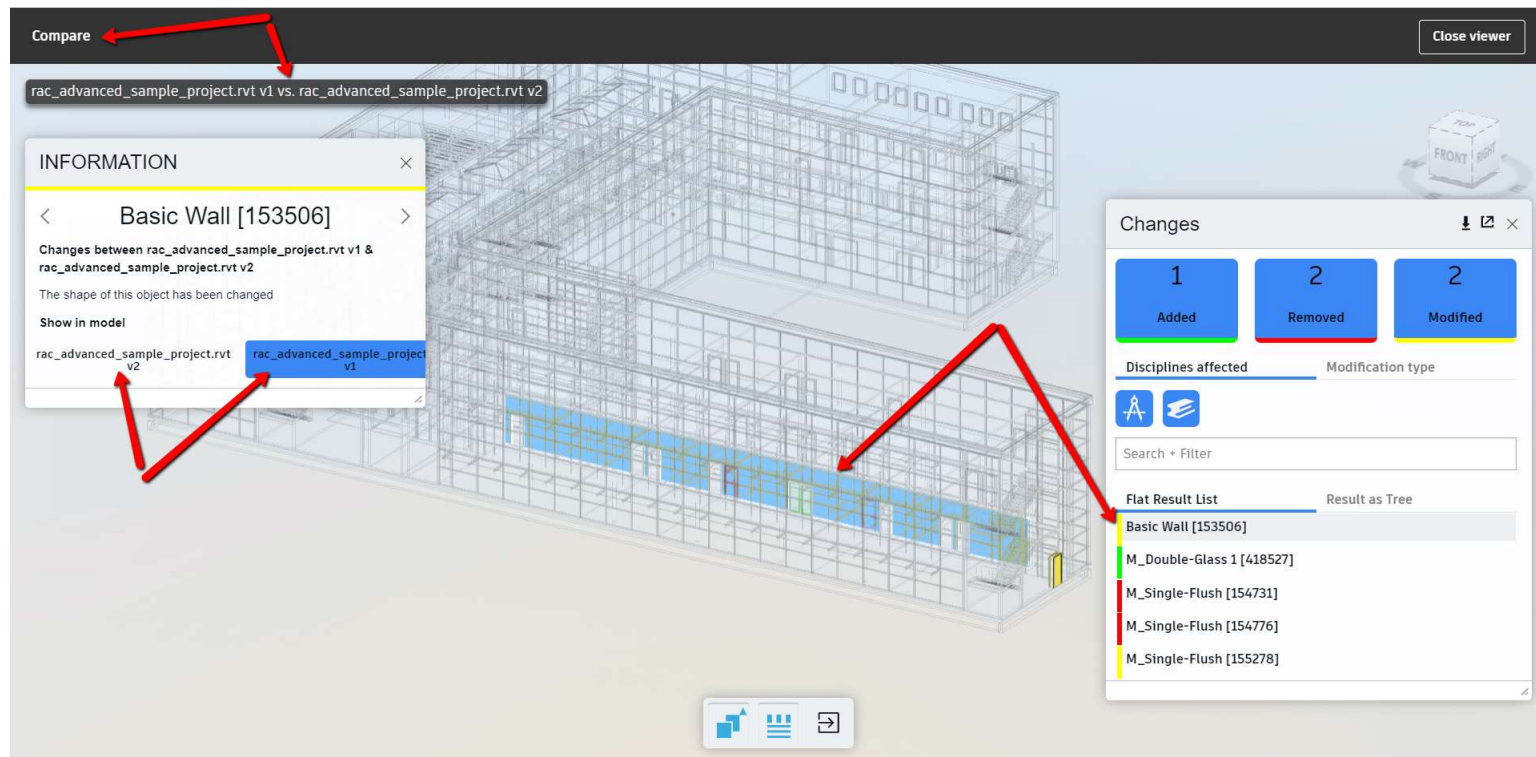 Compare
Close viewer
rac_advanced_sample_project.rvt v1 vs. rac_advanced_sample_project.rvt v2
TOP
FRONT
RIGHT
INFORMATION
Basic Wall [153506]
Changes between rac_advanced_sample_project.rvt v1 &
rac_advanced_sample_project.rvt v2
The shape of this object has been changed
Show in model
rac_advanced_sample_project.rvt
v2
rac_advanced_sample_project
v1
Changes
1
Added
2
Removed
2
Modified
Disciplines affected
Modification type
Search + Filter
Flat Result List
Result as Tree
Basic Wall [153506]
M_Double-Glass 1 [418527]
M_Single-Flush [154731]
M_Single-Flush [154776]
M_Single-Flush [155278]